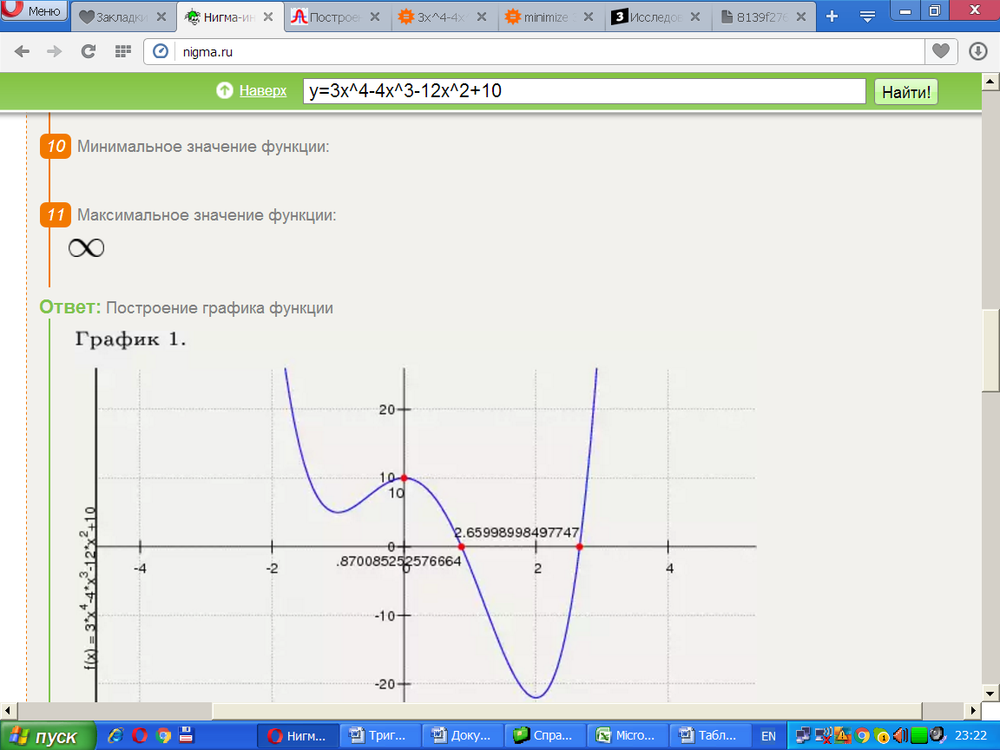 Меню
Закладки
Нигма-ин
Построен
3x^4-4x^
minimize 3
Исследов
8139f276
nigma.ru
Наверх
y=3x^4-4x^3-12x^2+10
Найти!
10 Минимальное значение функции:
11 Максимальное значение функции:
∞
Ответ: Построение графика функции
График 1.
f(x) = 3*x^4-4*x^3-12*x^2+10
20
10
10
2.65998998497747
0
.870085252576664
-4
-2
0
2
4
-10
-20
пуск
Нигм...
Триг...
Доку...
Спра...
Micro...
Табл...
EN
23:22